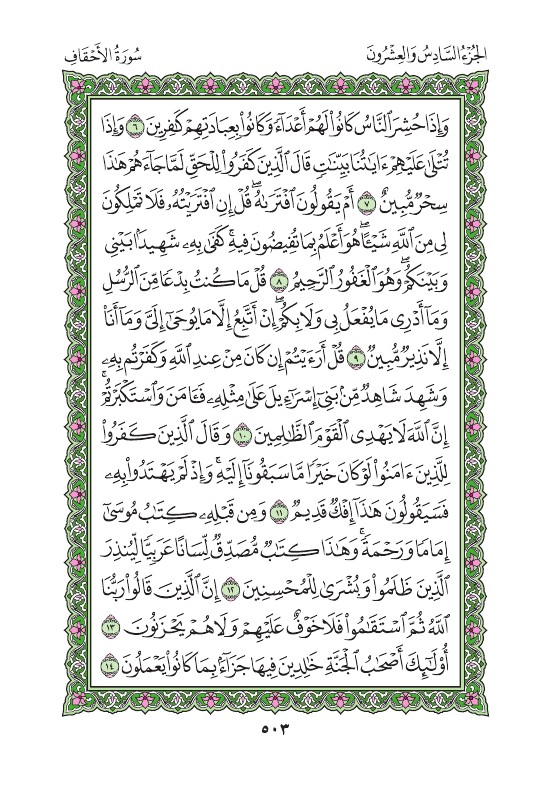 الجُزْءُ السَّادِسُ وَالعِشْرُونَ
سُورَةُ الأَحْقَافِ
وَإِذَا حُشِرَ ٱلنَّاسُ كَانُوا۟ لَهُمْ أَعْدَآءً وَكَانُوا۟ بِعِبَادَتِهِمْ كَـٰفِرِينَ ٦ وَإِذَا
تُتْلَىٰ عَلَيْهِمْ ءَايَـٰتُنَا بَيِّنَـٰتٍ قَالَ ٱلَّذِينَ كَفَرُوا۟ لِلْحَقِّ لَمَّا جَآءَهُمْ هَـٰذَا
سِحْرٌ مُّبِينٌ ٧ أَمْ يَقُولُونَ ٱفْتَرَىٰهُ ۖ قُلْ إِنِ ٱفْتَرَيْتُهُۥ فَلَا تَمْلِكُونَ
لِى مِنَ ٱللَّهِ شَيْـًٔا ۖ هُوَ أَعْلَمُ بِمَا تُفِيضُونَ فِيهِ ۖ كَفَىٰ بِهِۦ شَهِيدًۢا بَيْنِى
وَبَيْنَكُمْ ۖ وَهُوَ ٱلْغَفُورُ ٱلرَّحِيمُ ٨ قُلْ مَا كُنتُ بِدْعًا مِّنَ ٱلرُّسُلِ
وَمَآ أَدْرِى مَا يُفْعَلُ بِى وَلَا بِكُمْ ۖ إِنْ أَتَّبِعُ إِلَّا مَا يُوحَىٰٓ إِلَىَّ وَمَآ أَنَا۠
إِلَّا نَذِيرٌ مُّبِينٌ ٩ قُلْ أَرَءَيْتُمْ إِن كَانَ مِنْ عِندِ ٱللَّهِ وَكَفَرْتُم بِهِۦ
وَشَهِدَ شَاهِدٌ مِّنۢ بَنِىٓ إِسْرَٰٓءِيلَ عَلَىٰ مِثْلِهِۦ فَـَٔامَنَ وَٱسْتَكْبَرْتُمْ ۖ
إِنَّ ٱللَّهَ لَا يَهْدِى ٱلْقَوْمَ ٱلظَّـٰلِمِينَ ١٠ وَقَالَ ٱلَّذِينَ كَفَرُوا۟
لِلَّذِينَ ءَامَنُوا۟ لَوْ كَانَ خَيْرًا مَّا سَبَقُونَآ إِلَيْهِ ۚ وَإِذْ لَمْ يَهْتَدُوا۟ بِهِۦ
فَسَيَقُولُونَ هَـٰذَآ إِفْكٌ قَدِيمٌ ١١ وَمِن قَبْلِهِۦ كِتَـٰبُ مُوسَىٰٓ
إِمَامًا وَرَحْمَةً ۚ وَهَـٰذَا كِتَـٰبٌ مُّصَدِّقٌ لِّسَانًا عَرَبِيًّا لِّيُنذِرَ
ٱلَّذِينَ ظَلَمُوا۟ وَبُشْرَىٰ لِلْمُحْسِنِينَ ١٢ إِنَّ ٱلَّذِينَ قَالُوا۟ رَبُّنَا
ٱللَّهُ ثُمَّ ٱسْتَقَـٰمُوا۟ فَلَا خَوْفٌ عَلَيْهِمْ وَلَا هُمْ يَحْزَنُونَ ١٣
أُو۟لَـٰٓئِكَ أَصْحَـٰبُ ٱلْجَنَّةِ خَـٰلِدِينَ فِيهَا جَزَآءًۢ بِمَا كَانُوا۟ يَعْمَلُونَ ١٤
٥٠٣